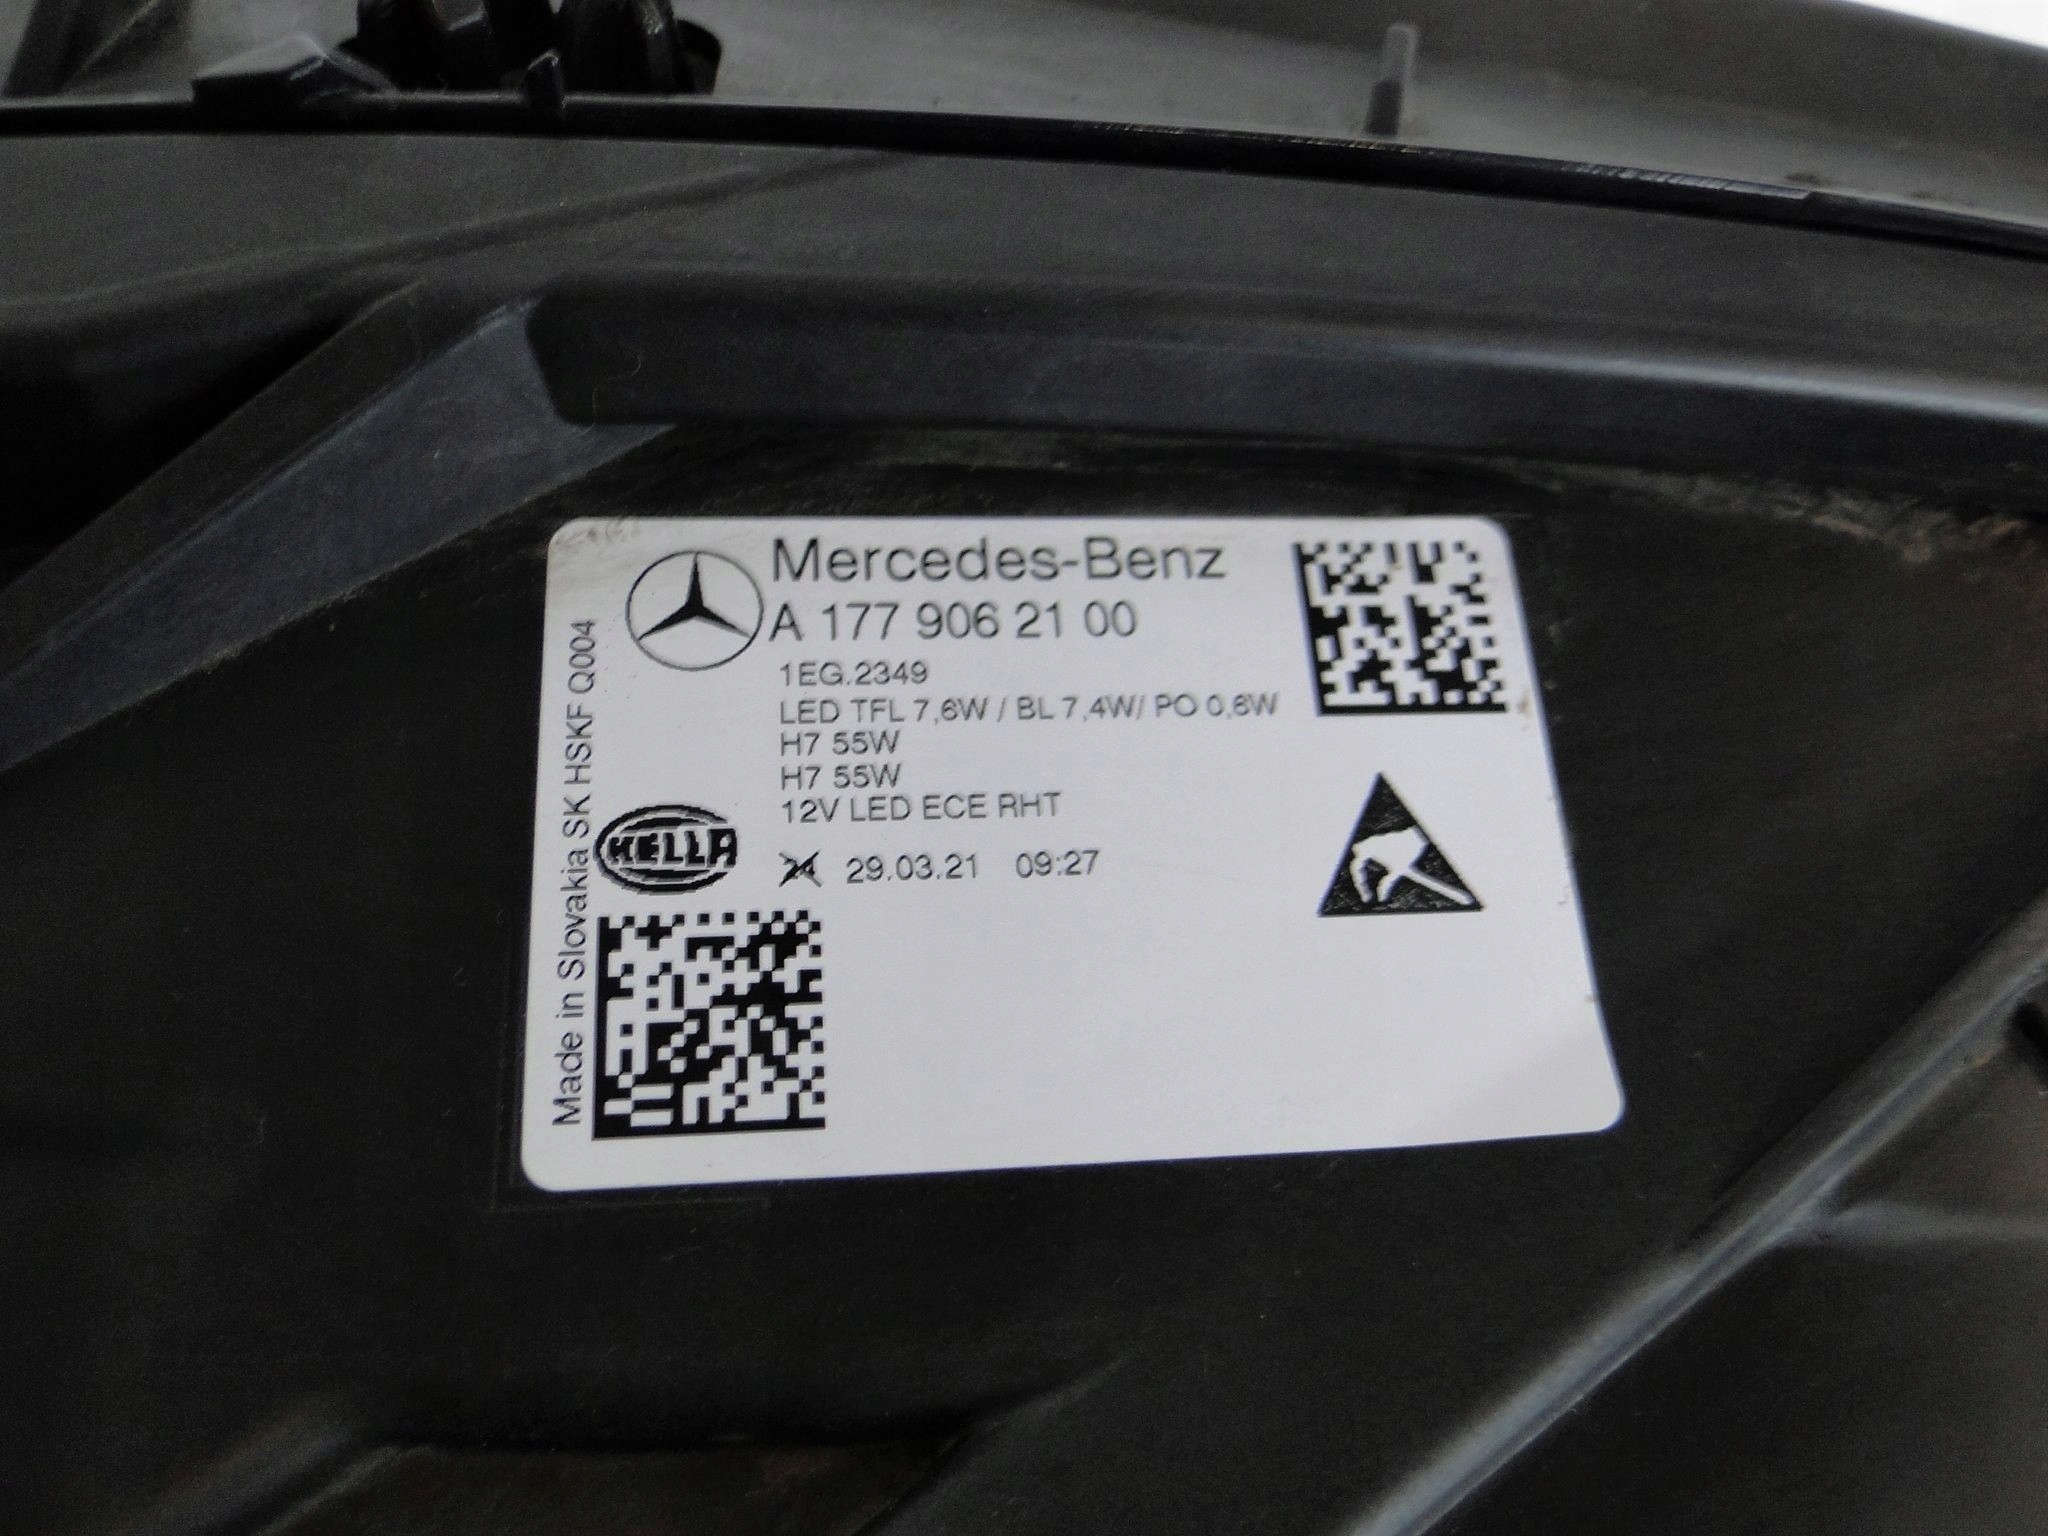 Mercedes-Benz
A 177 906 21 00
1EG.2349
LED TFL 7,6W / BL 7,4W/ PO 0,6W
H7 55W
H7 55W
12V LED ECE RHT
24 29.03.21 09:27
HELLA
Made in Slovakia SK HSKF Q004